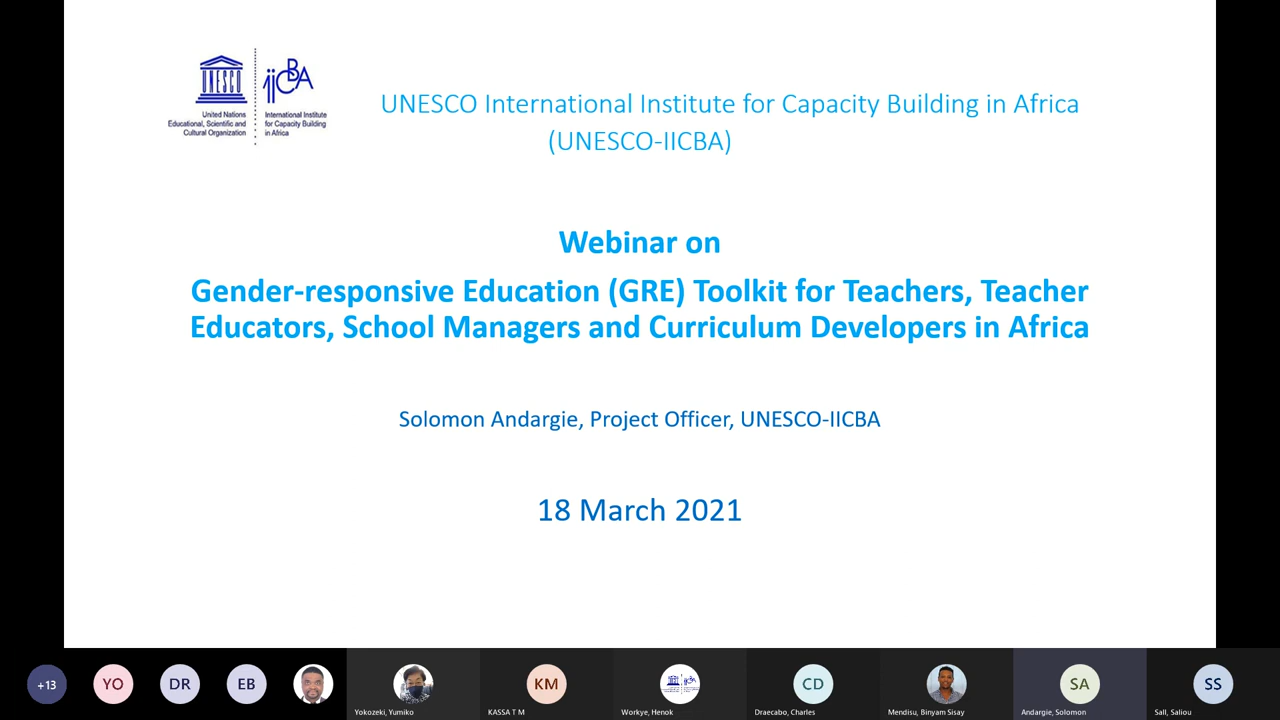 UNESCO
iiCBA
United Nations
Educational, Scientific and
Cultural Organization
International Institute
for Capacity Building
in Africa
UNESCO International Institute for Capacity Building in Africa
(UNESCO-IICBA)
Webinar on
Gender-responsive Education (GRE) Toolkit for Teachers, Teacher
Educators, School Managers and Curriculum Developers in Africa
Solomon Andargie, Project Officer, UNESCO-IICBA
18 March 2021
+13
YO
DR
EB
Yokozeki, Yumiko
KM
KASSA T M
Workye, Henok
CD
Draecabo, Charles
Mendisu, Binyam Sisay
SA
Andargie, Solomon
SS
Sall, Saliou